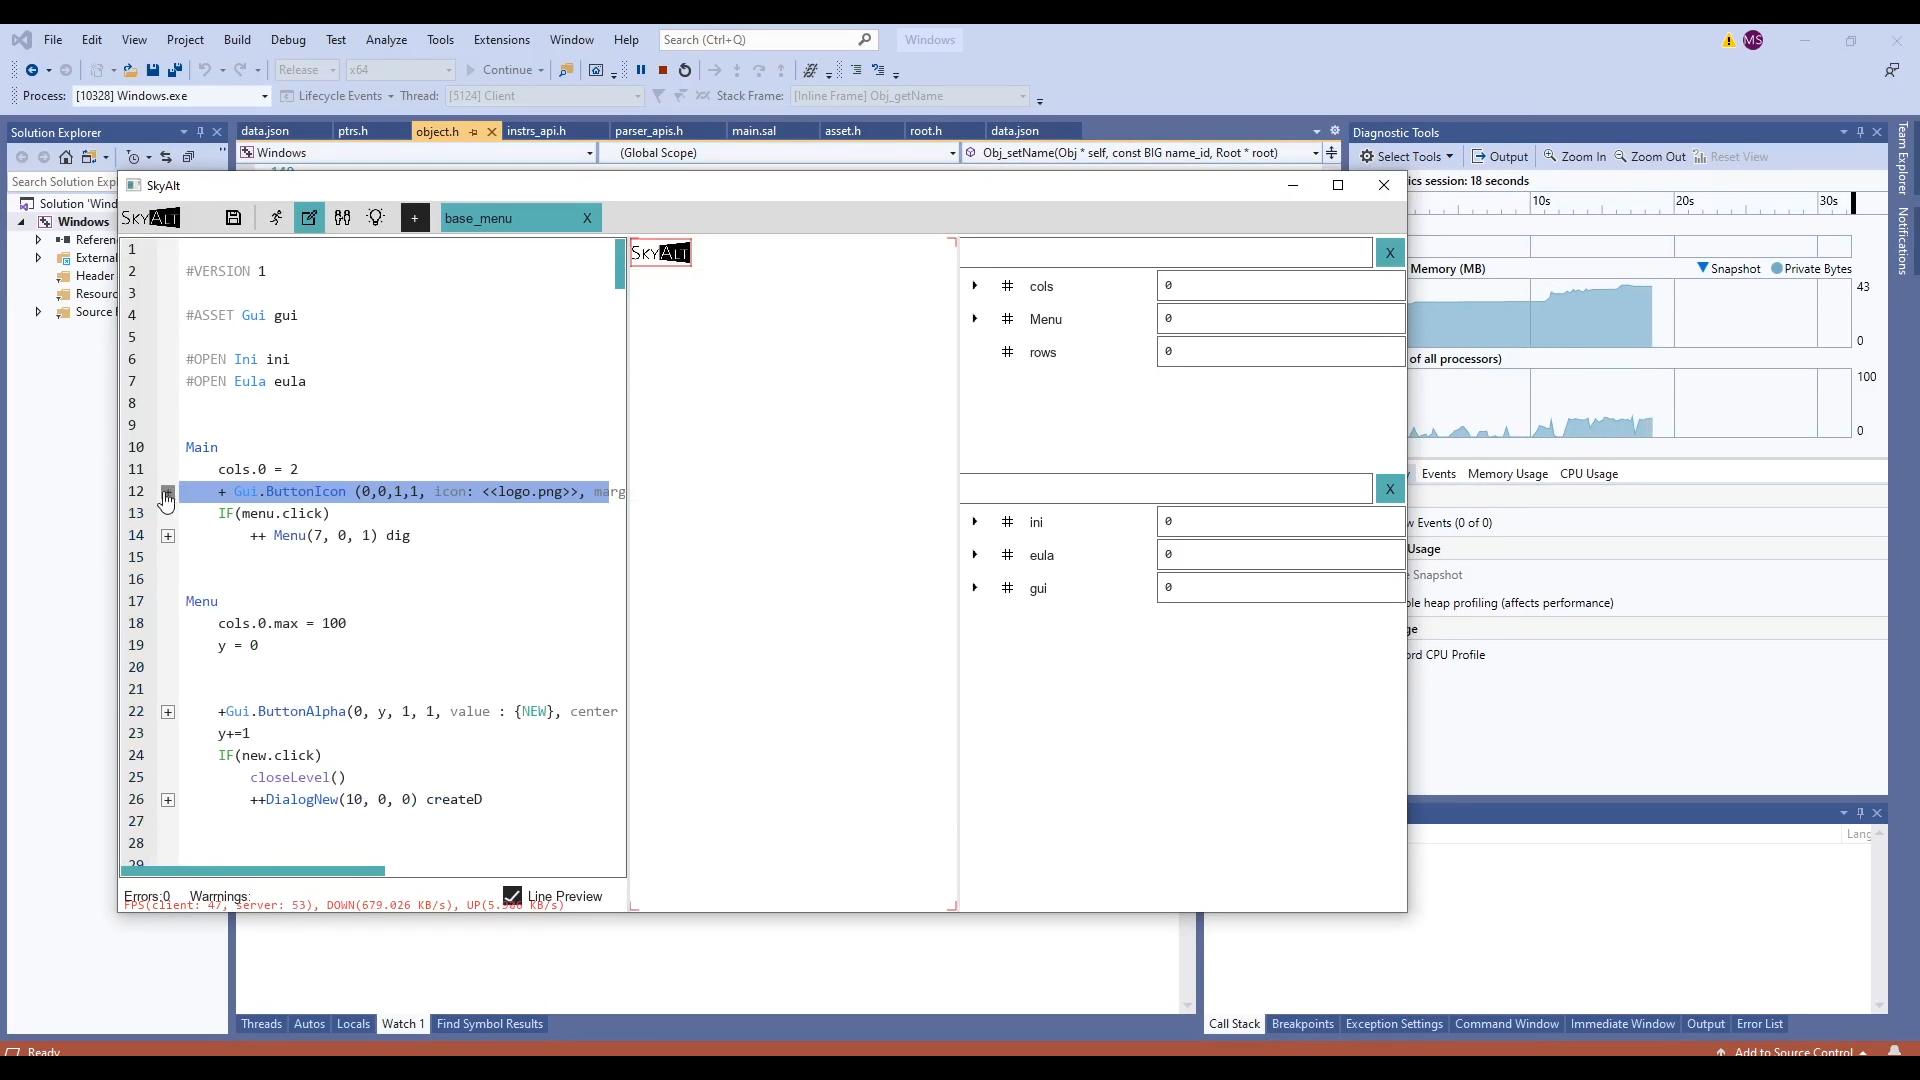 File Edit View Project Build Debug Test Analyze Tools Extensions Window Help Search (Ctrl+Q) Windows MS
Release x64 Continue
Process: [10328] Windows.exe Lifecycle Events Thread: [5124] Client Stack Frame: [Inline Frame] Obj_getName
Solution Explorer data.json ptrs.h object.h instrs_api.h parser_apis.h main.sal asset.h root.h data.json Diagnostic Tools
Windows (Global Scope) Obj_setName(Obj * self, const BIG name_id, Root * root) Select Tools Output Zoom In Zoom Out Reset View
Search Solution Exp
SkyAlt
ics session: 18 seconds
Solution 'Wind
Windows
Referen
External
Header
Resourc
Source F
10s 20s 30s
SKYALT + base_menu X
1
2 #VERSION 1
3
4 #ASSET Gui gui
5
6 #OPEN Ini ini
7 #OPEN Eula eula
8
9
10 Main
11 cols.0 = 2
12 + Gui.ButtonIcon (0,0,1,1, icon: <<logo.png>>, marg
13 IF(menu.click)
14 ++ Menu(7, 0, 1) dig
15
16
17 Menu
18 cols.0.max = 100
19 y = 0
20
21
22 +Gui.ButtonAlpha(0, y, 1, 1, value : {NEW}, center
23 y+=1
24 IF(new.click)
25 closeLevel()
26 ++DialogNew(10, 0, 0) createD
27
28
29
Errors:0 Warrnings: Line Preview
FPS(client: 47, server: 53), DOWN(679.026 KB/s), UP( KB/s)
SKYALT
X
# cols 0
# Menu 0
# rows 0
X
# ini 0
# eula 0
# gui 0
Memory (MB) Snapshot Private Bytes
43
0
of all processors)
100
0
Events Memory Usage CPU Usage
w Events (0 of 0)
Usage
Snapshot
ble heap profiling (affects performance)
ge
ord CPU Profile
Team Explorer
Notifications
Lang
Threads Autos Locals Watch 1 Find Symbol Results
Call Stack Breakpoints Exception Settings Command Window Immediate Window Output Error List
Ready Add to Source Control